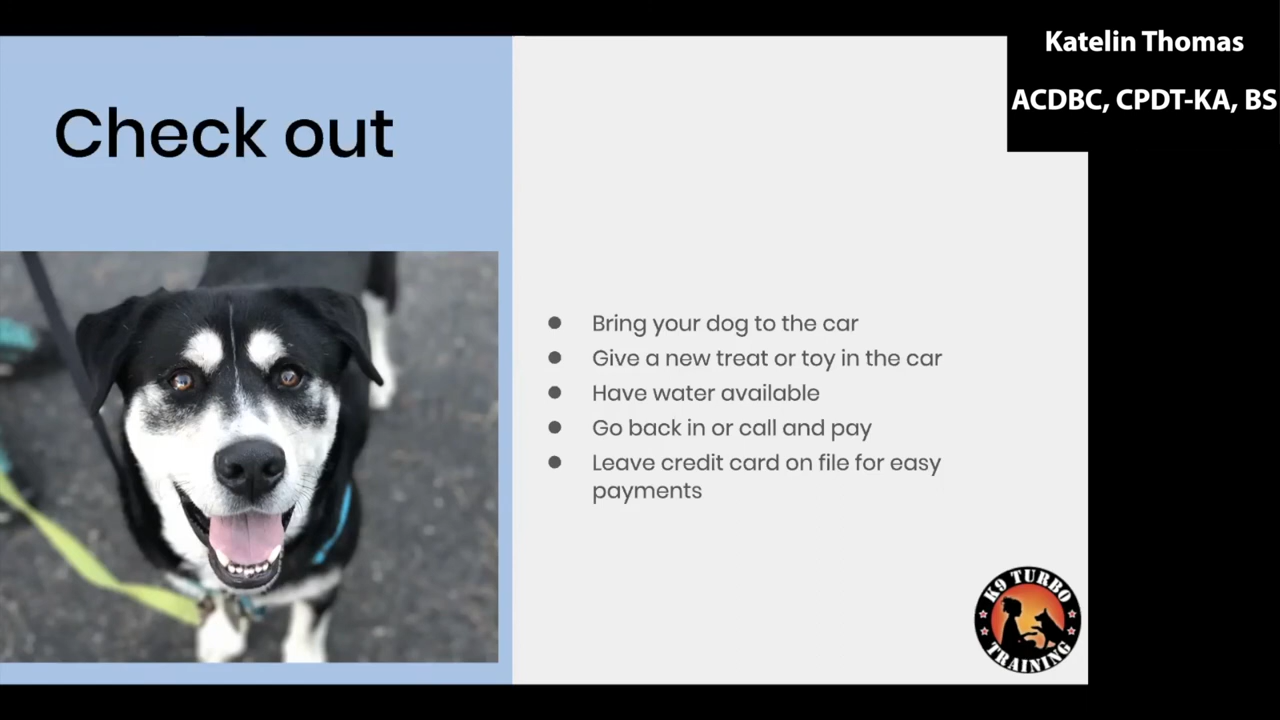 Katelin Thomas
ACDBC, CPDT-KA, BS
Check out
● Bring your dog to the car
● Give a new treat or toy in the car
● Have water available
● Go back in or call and pay
● Leave credit card on file for easy
payments
K9 TURBO
TRAINING